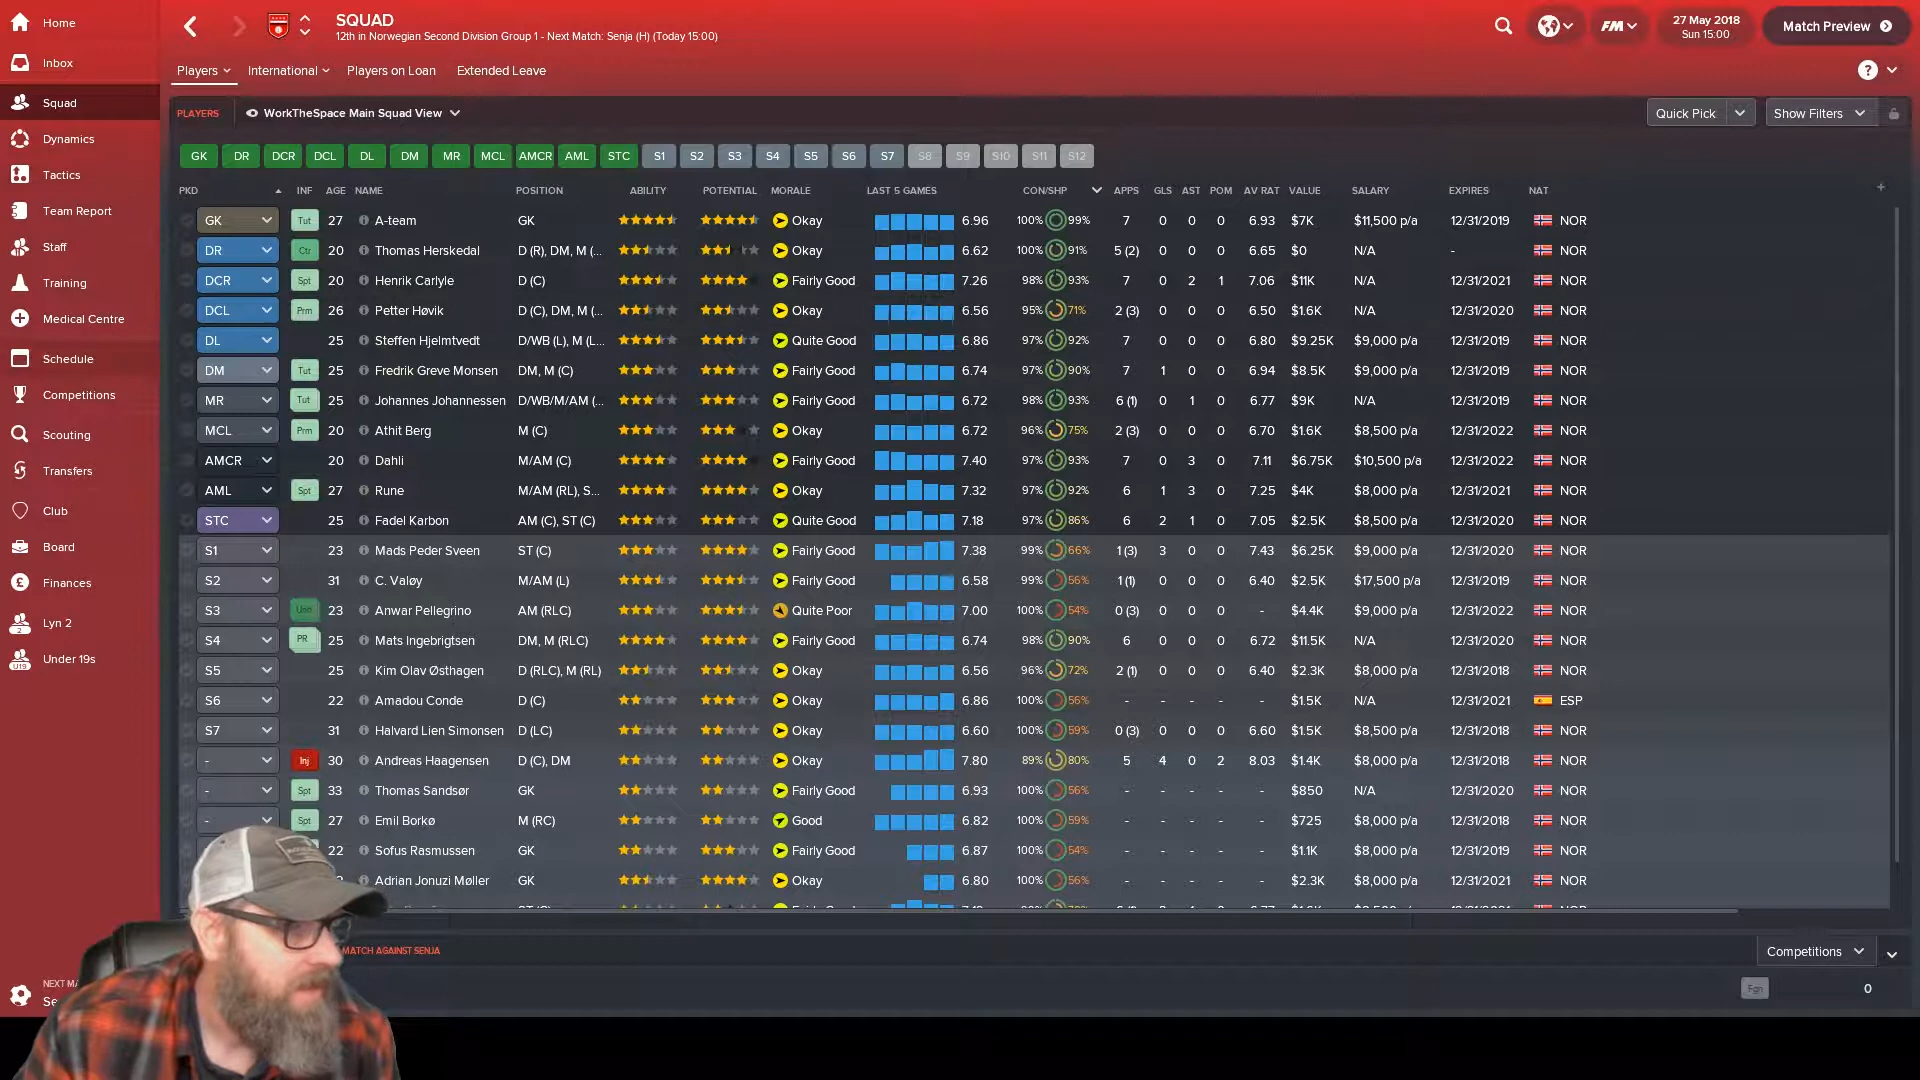 Home
Inbox
Squad
Dynamics
Tactics
Team Report
Staff
Training
Medical Centre
Schedule
Competitions
Scouting
Transfers
Club
Board
Finances
Lyn 2
Under 19s
NEXT MA
Se
SQUAD
12th in Norwegian Second Division Group 1 - Next Match: Senja (H) (Today 15:00)
FM
27 May 2018
Sun 15:00
Match Preview
Players International Players on Loan Extended Leave
PLAYERS WorkTheSpace Main Squad View Quick Pick Show Filters
GK DR DCR DCL DL DM MR MCL AMCR AML STC S1 S2 S3 S4 S5 S6 S7 S8 S9 S10 S11 S12
PKD INF AGE NAME POSITION ABILITY POTENTIAL MORALE LAST 5 GAMES CON/SHP APPS GLS AST POM AV RAT VALUE SALARY EXPIRES NAT
GK Tut 27 A-team GK Okay 6.96 100% 99% 7 0 0 0 6.93 $7K $11,500 p/a 12/31/2019 NOR
DR Ctr 20 Thomas Herskedal D (R), DM, M (... Okay 6.62 100% 91% 5 (2) 0 0 0 6.65 $0 N/A - NOR
DCR Spt 20 Henrik Carlyle D (C) Fairly Good 7.26 98% 93% 7 0 2 1 7.06 $11K N/A 12/31/2021 NOR
DCL Prm 26 Petter Høvik D (C), DM, M (... Okay 6.56 95% 71% 2 (3) 0 0 0 6.50 $1.6K N/A 12/31/2020 NOR
DL 25 Steffen Hjelmtvedt D/WB (L), M (L... Quite Good 6.86 97% 92% 7 0 0 0 6.80 $9.25K $9,000 p/a 12/31/2019 NOR
DM Tut 25 Fredrik Greve Monsen DM, M (C) Fairly Good 6.74 97% 90% 7 1 0 0 6.94 $8.5K $9,000 p/a 12/31/2019 NOR
MR Tut 25 Johannes Johannessen D/WB/M/AM (... Fairly Good 6.72 98% 93% 6 (1) 0 1 0 6.77 $9K N/A 12/31/2019 NOR
MCL Prm 20 Athit Berg M (C) Okay 6.72 96% 75% 2 (3) 0 0 0 6.70 $1.6K $8,500 p/a 12/31/2022 NOR
AMCR 20 Dahli M/AM (C) Fairly Good 7.40 97% 93% 7 0 3 0 7.11 $6.75K $10,500 p/a 12/31/2022 NOR
AML Spt 27 Rune M/AM (RL), S... Okay 7.32 97% 92% 6 1 3 0 7.25 $4K $8,000 p/a 12/31/2021 NOR
STC 25 Fadel Karbon AM (C), ST (C) Quite Good 7.18 97% 86% 6 2 1 0 7.05 $2.5K $8,500 p/a 12/31/2020 NOR
S1 23 Mads Peder Sveen ST (C) Fairly Good 7.38 99% 66% 1 (3) 3 0 0 7.43 $6.25K $9,000 p/a 12/31/2020 NOR
S2 31 C. Valøy M/AM (L) Fairly Good 6.58 99% 56% 1 (1) 0 0 0 6.40 $2.5K $17,500 p/a 12/31/2019 NOR
S3 Unh 23 Anwar Pellegrino AM (RLC) Quite Poor 7.00 100% 54% 0 (3) 0 0 0 - $4.4K $9,000 p/a 12/31/2022 NOR
S4 PR 25 Mats Ingebrigtsen DM, M (RLC) Fairly Good 6.74 98% 90% 6 0 0 0 6.72 $11.5K N/A 12/31/2020 NOR
S5 25 Kim Olav Østhagen D (RLC), M (RL) Okay 6.56 96% 72% 2 (1) 0 0 0 6.40 $2.3K $8,000 p/a 12/31/2018 NOR
S6 22 Amadou Conde D (C) Okay 6.86 100% 56% - - - - - $1.5K N/A 12/31/2021 ESP
S7 31 Halvard Lien Simonsen D (LC) Okay 6.60 100% 59% 0 (3) 0 0 0 6.60 $1.5K $8,500 p/a 12/31/2018 NOR
- Inj 30 Andreas Haagensen D (C), DM Okay 7.80 89% 80% 5 4 0 2 8.03 $1.4K $8,000 p/a 12/31/2018 NOR
- Spt 33 Thomas Sandsør GK Fairly Good 6.93 100% 56% - - - - - $850 N/A 12/31/2020 NOR
- Spt 27 Emil Borkø M (RC) Good 6.82 100% 59% - - - - - $725 $8,000 p/a 12/31/2018 NOR
22 Sofus Rasmussen GK Fairly Good 6.87 100% 54% - - - - - $1.1K $8,000 p/a 12/31/2019 NOR
Adrian Jonuzi Møller GK Okay 6.80 100% 56% - - - - - $2.3K $8,000 p/a 12/31/2021 NOR
MATCH AGAINST SENJA Competitions
Fgn 0